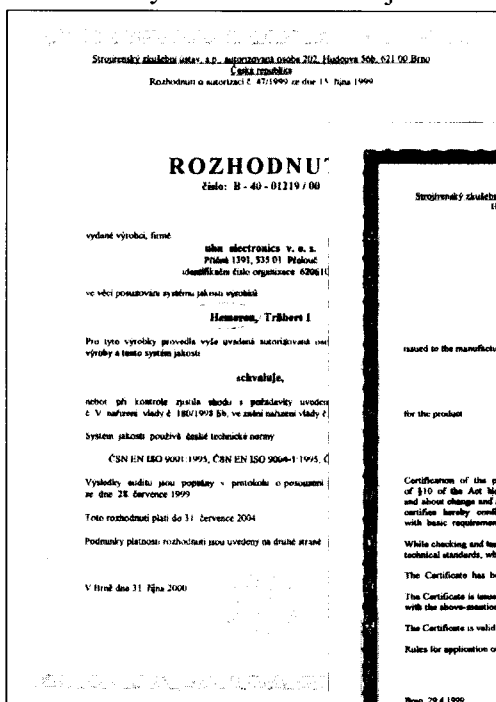 Strojírenský zkušební ústav, s.p., autorizovaná osoba 202, Hudcova 56b, 621 00 Brno
Česká republika
Rozhodnutí o autorizaci č. 47/1999 ze dne 15. října 1999
ROZHODNU
číslo: B - 40 - 01219 / 00
vydané výrobci, firmě
electronics v. o. s.
1391, 535 01 Přelouč
identifikační číslo organizace
ve věci posuzování systému jakosti výrobků
Pro tyto výrobky provedla výše uvedená autorizovaná
výroby a tento systém jakosti
schvaluje,
neboť při kontrole zjistila shodu s požadavky uveden
č. V nařízení vlády č. 180/1998 Sb, ve znění nařízení vlády č.
Systém jakosti používá české technické normy
ČSN EN ISO 9001:1995, ČSN EN ISO 9004-1:1995, Č
Výsledky auditu jsou popsány v protokolu o posouzení
ze dne 28. července 1999
Toto rozhodnutí platí do 31. července 2004
Podmínky platnosti rozhodnutí jsou uvedeny na druhé straně
V Brně dne 31. října 2000
Strojírenský zkušebn
H
issued to the manufactu
for the product
Certification of the p
of §10 of the Act
and about change and
certifies hereby conf
with basic requiremen
While checking and
technical standards, wh
The Certificate has be
The Certificate is issue
with the above-mention
The Certificate is valid
Rules for application o
Brno, 29.4.1999